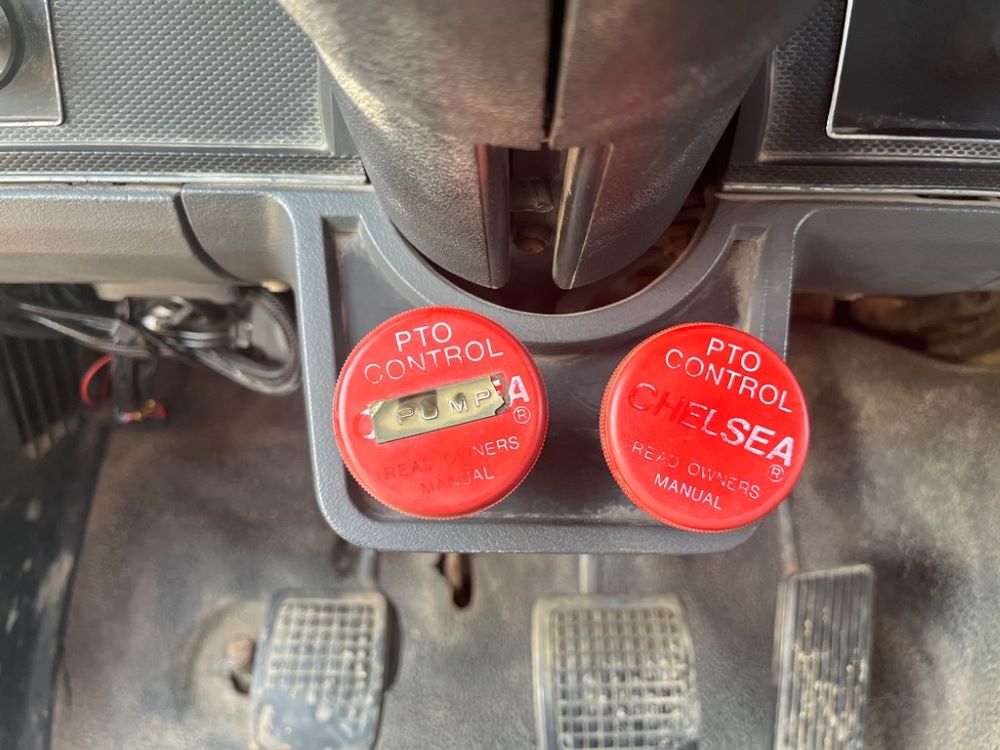 PTO
CONTROL
PUMP
A ®
READ OWNERS
MANUAL
PTO
CONTROL
CHELSEA
®
READ OWNERS
MANUAL